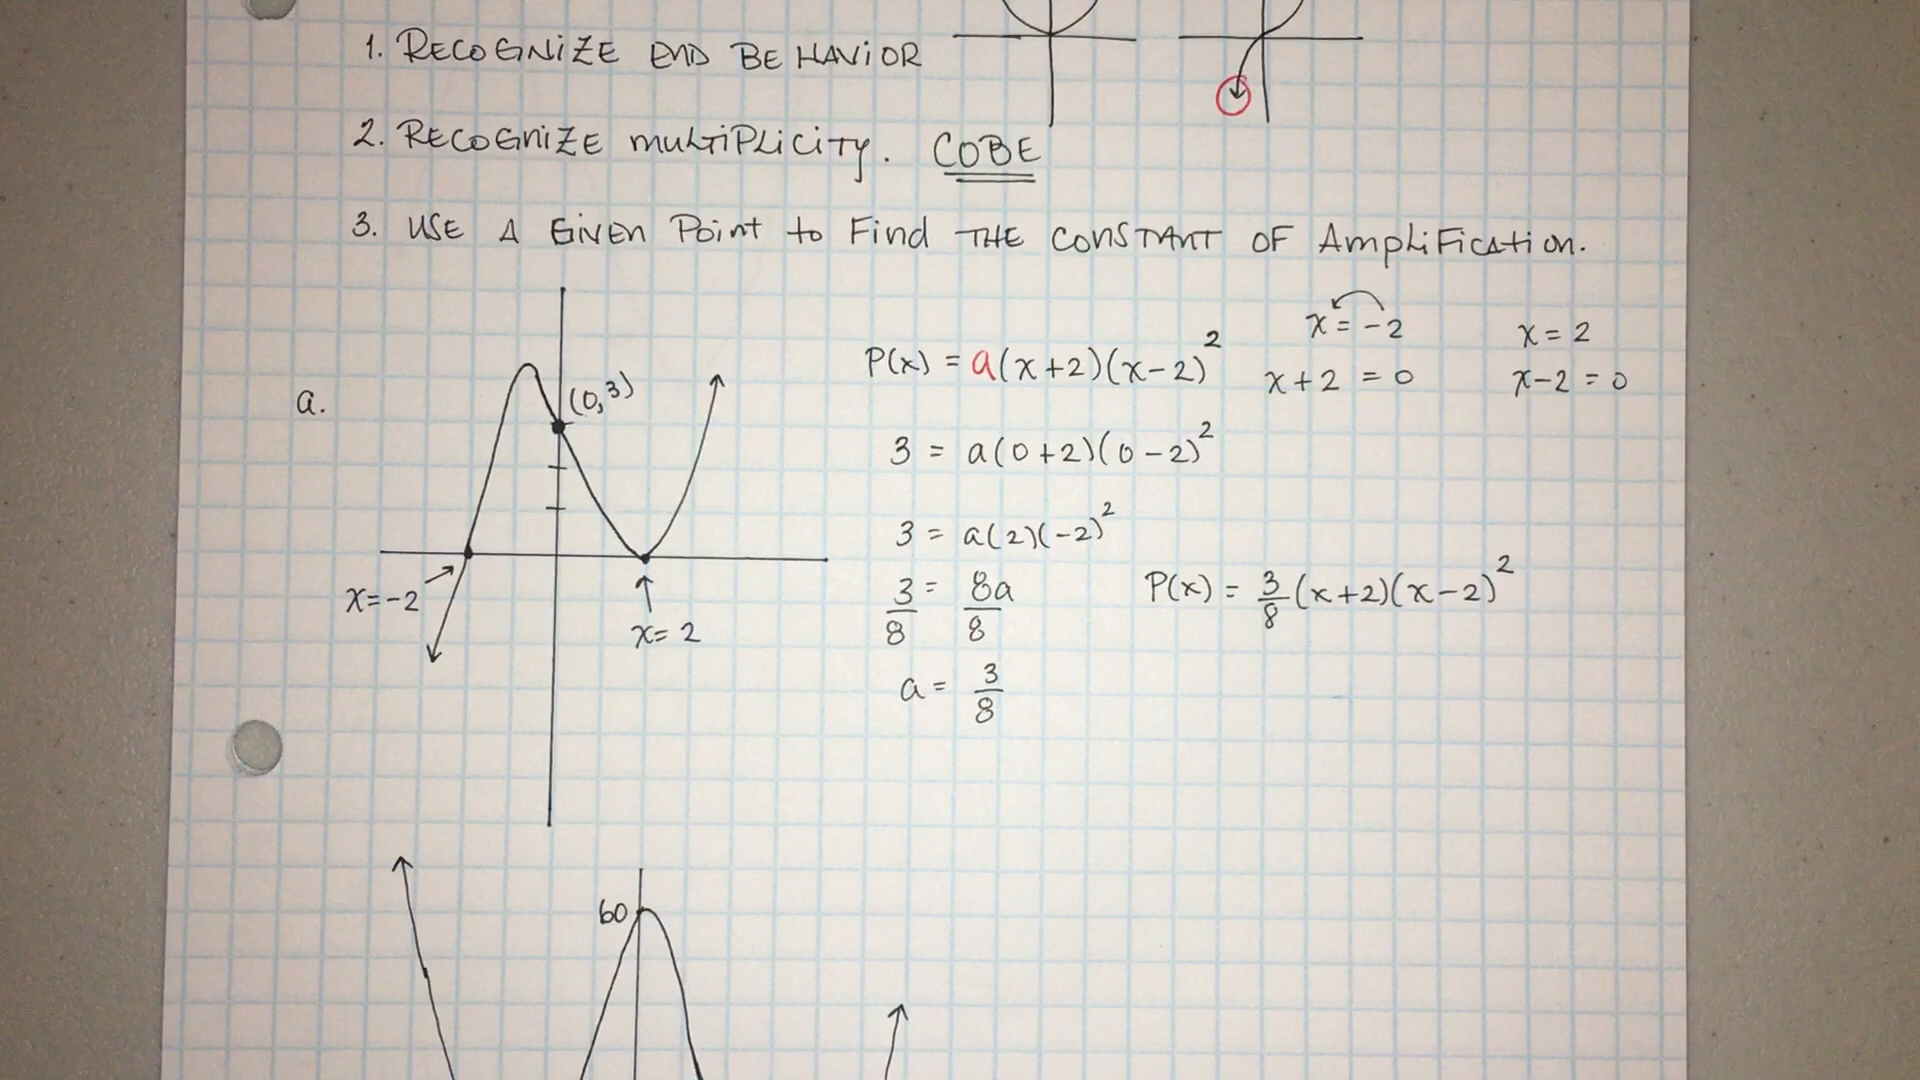 1. RECOGNIZE END BEHAVIOR
2. RECOGNIZE MULTIPLICITY. COBE
3. USE A GIVEN POINT TO FIND THE CONSTANT OF AMPLIFICATION.
a.
(0,3)
x=-2
x=2
P(x) = a(x+2)(x-2)²
x = -2
x+2 = 0
x = 2
x-2 = 0
3 = a(0+2)(0-2)²
3 = a(2)(-2)²
3/8 = 8a/8
a = 3/8
P(x) = 3/8 (x+2)(x-2)²
60